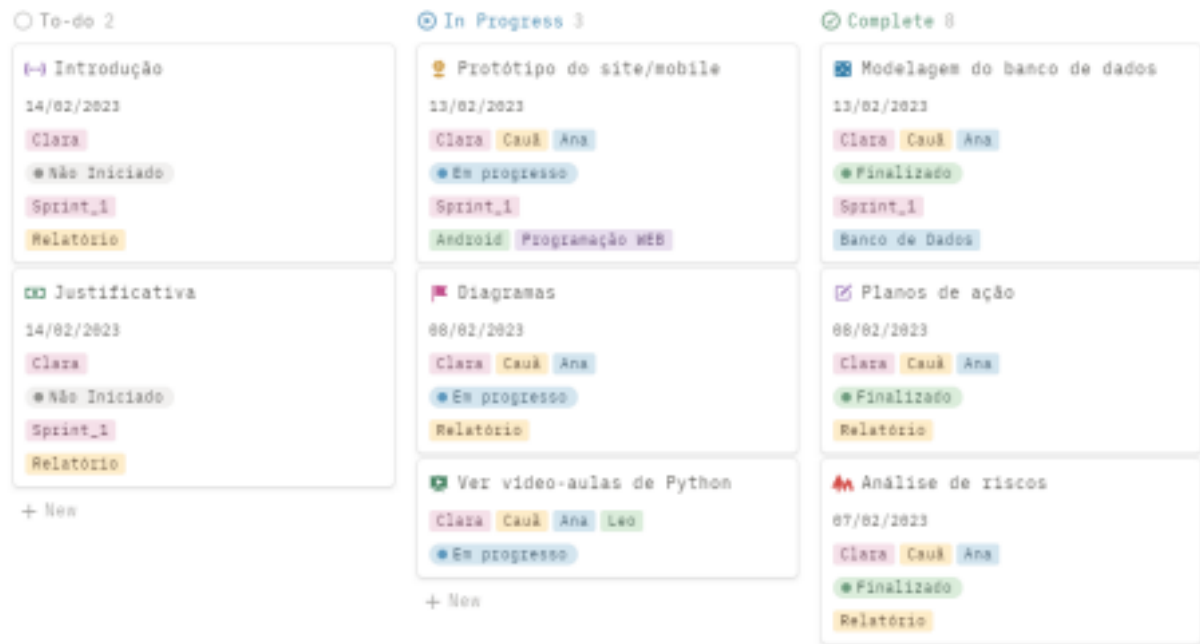 To-do 2
Introdução
14/02/2023
Clara
Não Iniciado
Sprint_1
Relatório
Justificativa
14/02/2023
Clara
Não Iniciado
Sprint_1
Relatório
+ New
In Progress 3
Protótipo do site/mobile
13/02/2023
Clara Cauã Ana
Em progresso
Sprint_1
Android Programação WEB
Diagramas
08/02/2023
Clara Cauã Ana
Em progresso
Relatório
Ver vídeo-aulas de Python
Clara Cauã Ana Leo
Em progresso
+ New
Complete 8
Modelagem do banco de dados
13/02/2023
Clara Cauã Ana
Finalizado
Sprint_1
Banco de Dados
Planos de ação
08/02/2023
Clara Cauã Ana
Finalizado
Relatório
Análise de riscos
07/02/2023
Clara Cauã Ana
Finalizado
Relatório